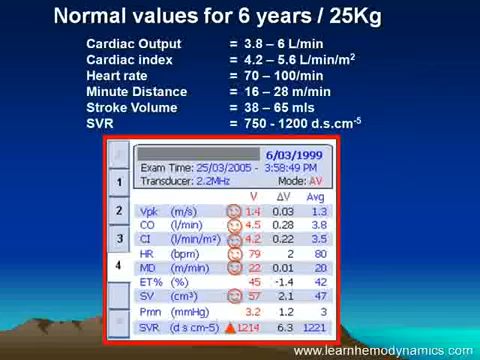 Normal values for 6 years / 25Kg
Cardiac Output = 3.8 – 6 L/min
Cardiac index = 4.2 – 5.6 L/min/m²
Heart rate = 70 – 100/min
Minute Distance = 16 – 28 m/min
Stroke Volume = 38 – 65 mls
SVR = 750 - 1200 d.s.cm⁻⁵
6/03/1999
Exam Time: 25/03/2005 - 3:58:49 PM
Transducer: 2.2MHz Mode: AV
V ΔV Avg
1
2
3
4
Vpk (m/s) 1.4 0.03 1.3
CO (l/min) 4.5 0.28 3.8
CI (l/min/m²) 4.2 0.22 3.5
HR (bpm) 79 2 80
MD (m/min) 22 0.01 20
ET% (%) 45 -1.4 42
SV (cm³) 57 2.1 47
Pmn (mmHg) 3.2 1.2 3
SVR (d s cm-5) 1214 6.3 1221
www.learnhemodynamics.com